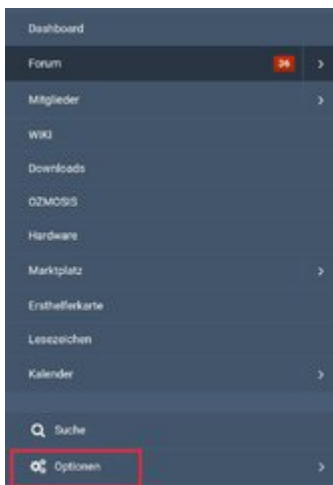 Dashboard
Forum 36
Mitglieder
WIKI
Downloads
OZMOSIS
Hardware
Marktplatz
Ersthelferkarte
Lesezeichen
Kalender
Suche
Optionen